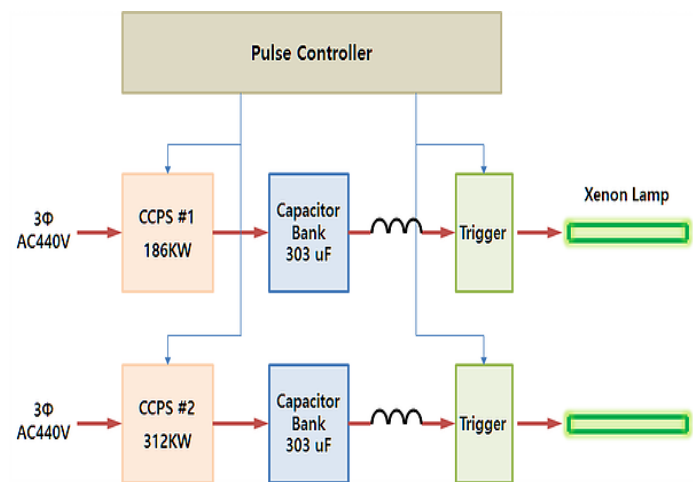 Pulse Controller
Xenon Lamp
3Φ
AC440V
CCPS #1
186KW
Capacitor
Bank
303 uF
Trigger
3Φ
AC440V
CCPS #2
312KW
Capacitor
Bank
303 uF
Trigger